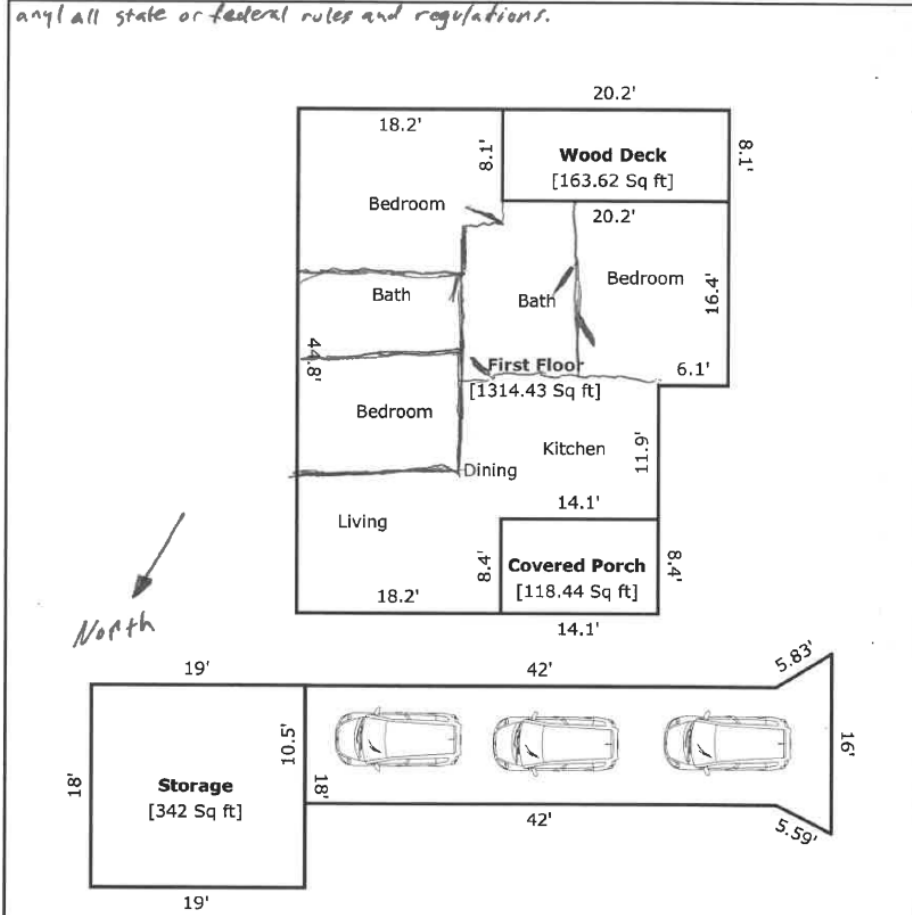 any/all state or federal rules and regulations.
20.2'
18.2'
8.1'
Wood Deck
[163.62 Sq ft]
8.1'
20.2'
Bedroom
Bath
Bath
Bedroom
16.4'
44.8'
First Floor
[1314.43 Sq ft]
6.1'
Bedroom
Kitchen
11.9'
Dining
14.1'
Living
8.4'
Covered Porch
[118.44 Sq ft]
8.4'
18.2'
14.1'
North
19'
42'
5.83'
18'
Storage
[342 Sq ft]
10.5'
18'
16'
42'
5.59'
19'